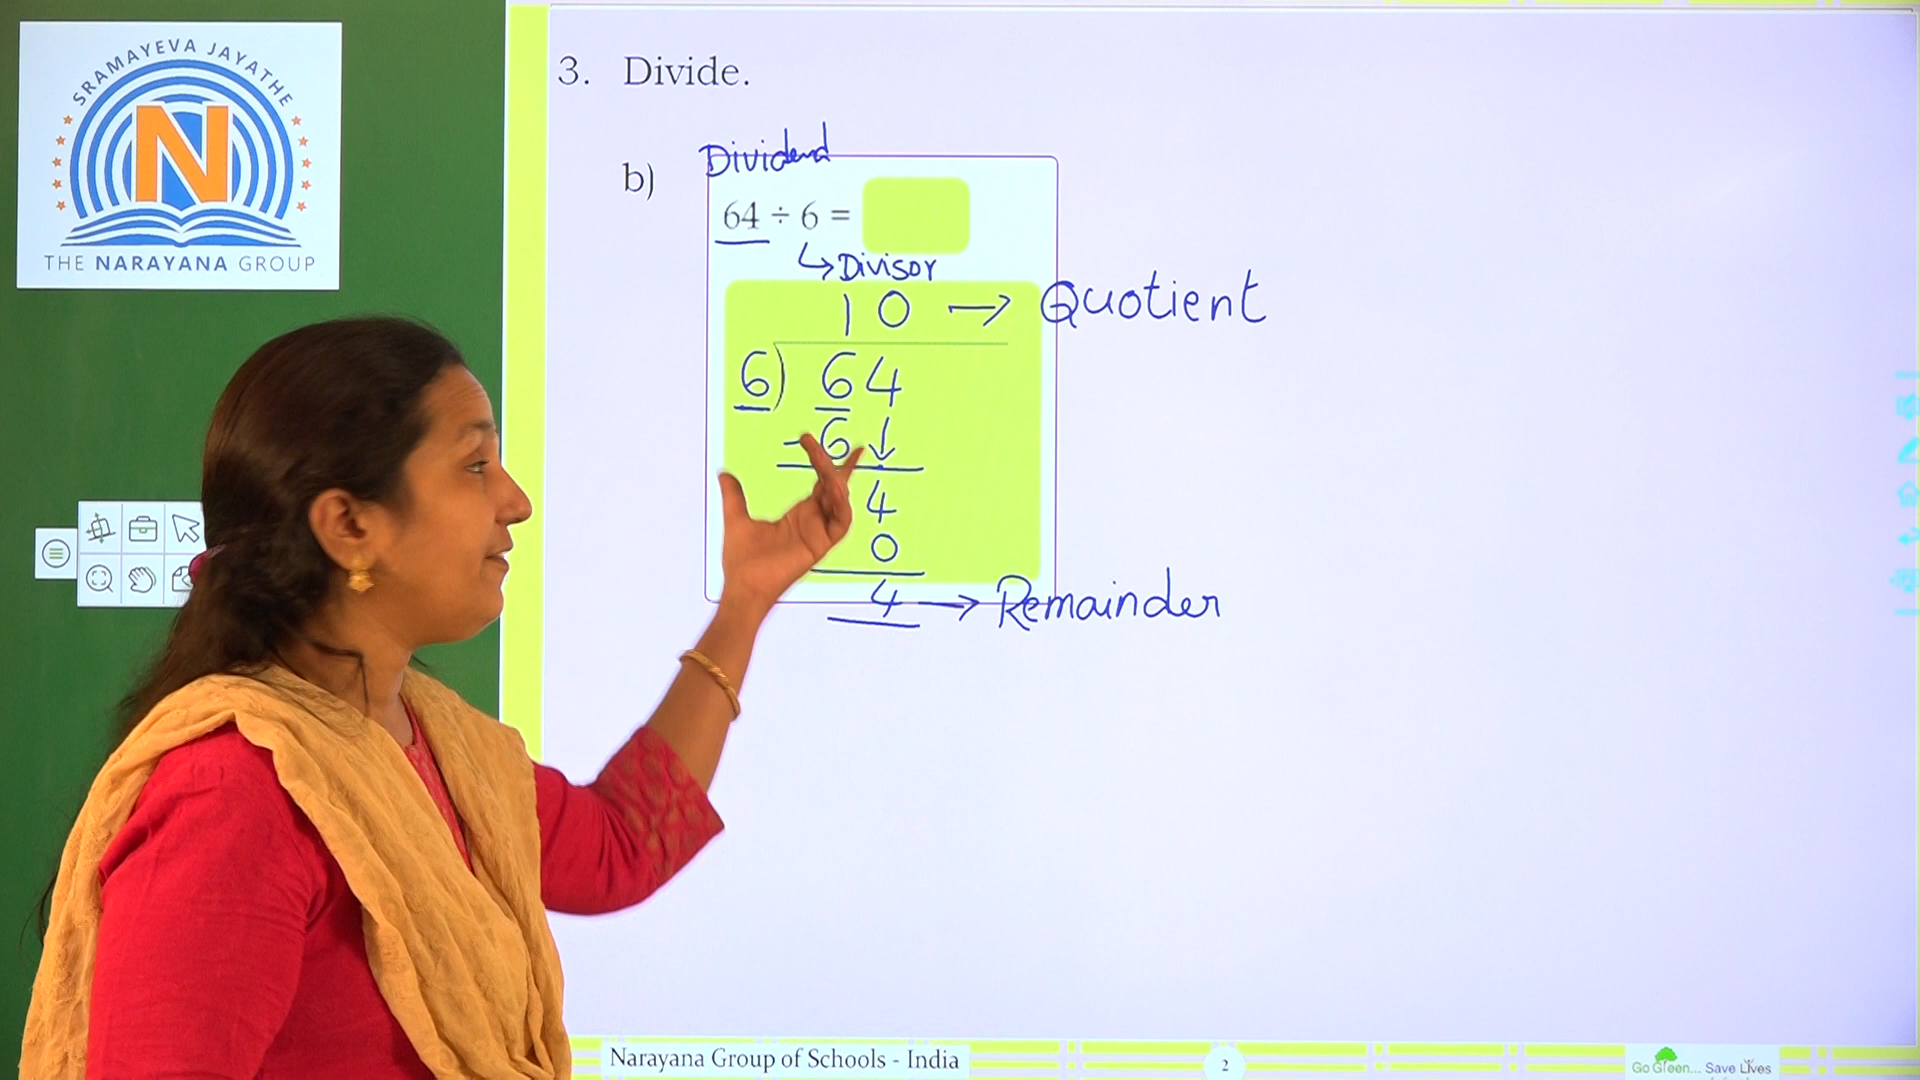 SRAMAYEVA JAYATHE
N
THE NARAYANA GROUP
3. Divide.
b)
Dividend
64 ÷ 6 =
↳Divisor
10 → Quotient
6) 64
-6↓
4
0
4 → Remainder
Narayana Group of Schools - India
2
Go Green... Save Lives